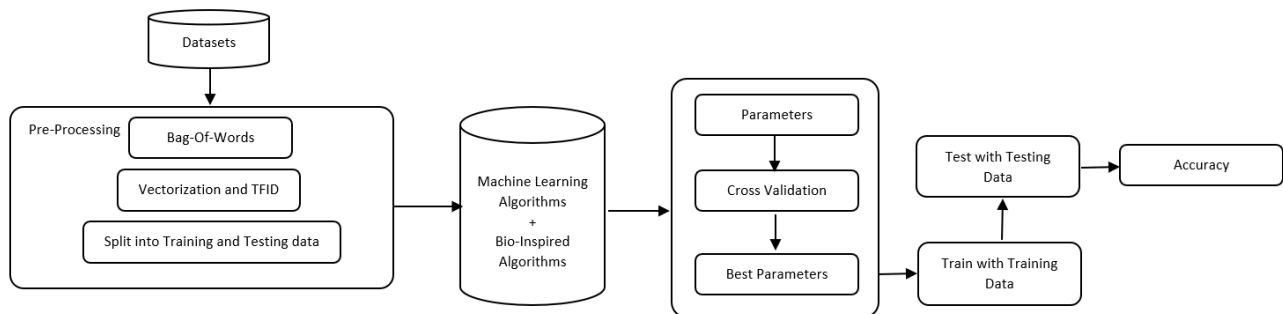 Datasets
Pre-Processing
Bag-Of-Words
Vectorization and TFID
Split into Training and Testing data
Machine Learning
Algorithms
+
Bio-Inspired
Algorithms
Parameters
Cross Validation
Best Parameters
Train with Training
Data
Test with Testing
Data
Accuracy